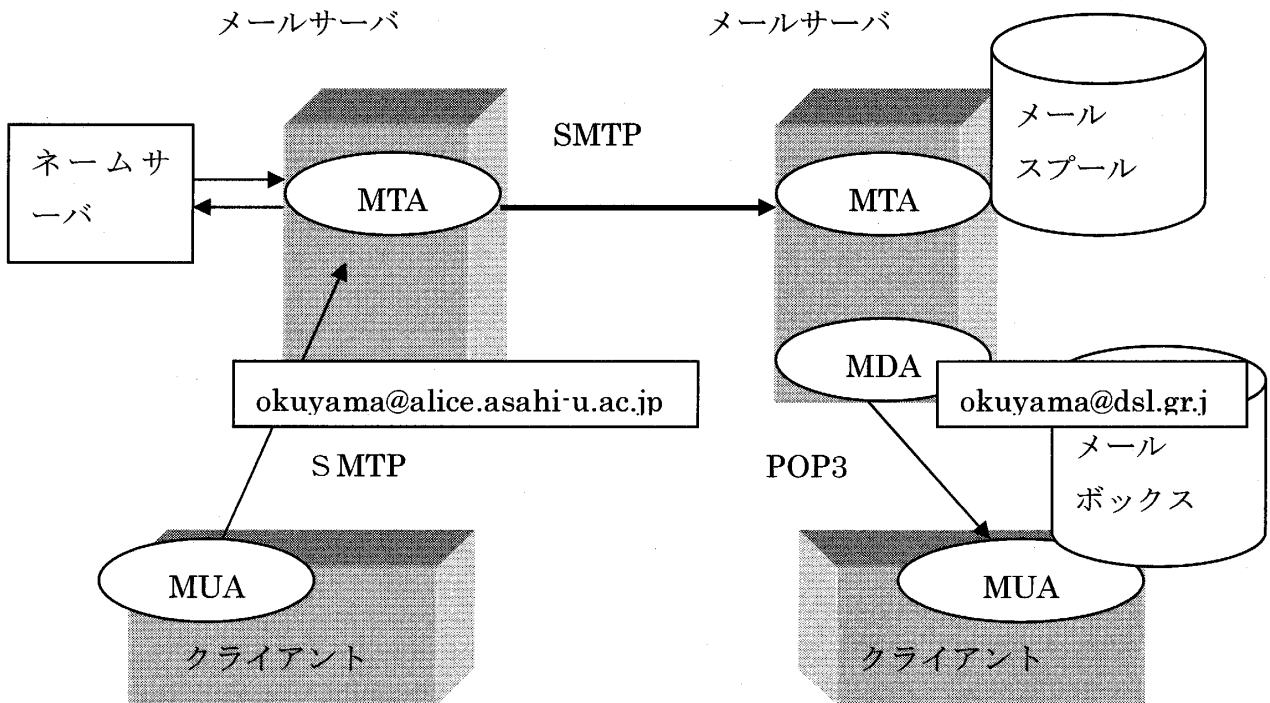 メールサーバ
メールサーバ
メール
スプール
SMTP
ネームサ
ーバ
MTA
MTA
MDA
okuyama@alice.asahi-u.ac.jp
okuyama@dsl.gr.j
メール
ボックス
ＳMTP
POP3
MUA
MUA
クライアント
クライアント